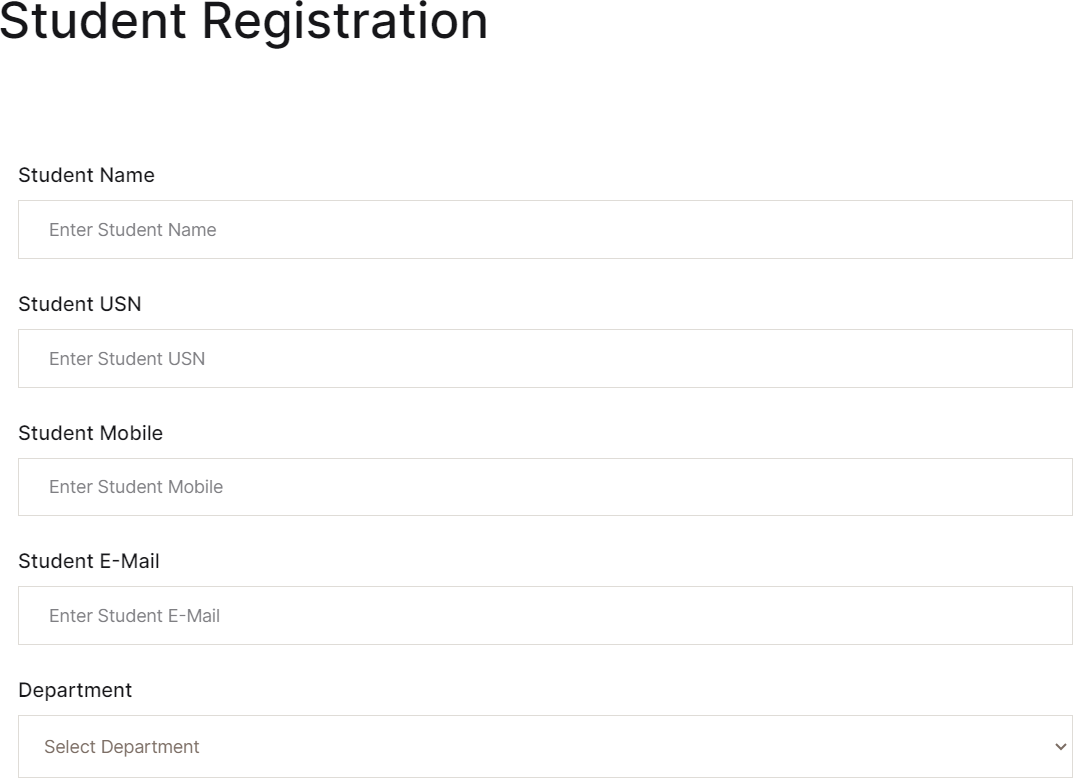 Student Registration
Student Name
Enter Student Name
Student USN
Enter Student USN
Student Mobile
Enter Student Mobile
Student E-Mail
Enter Student E-Mail
Department
Select Department